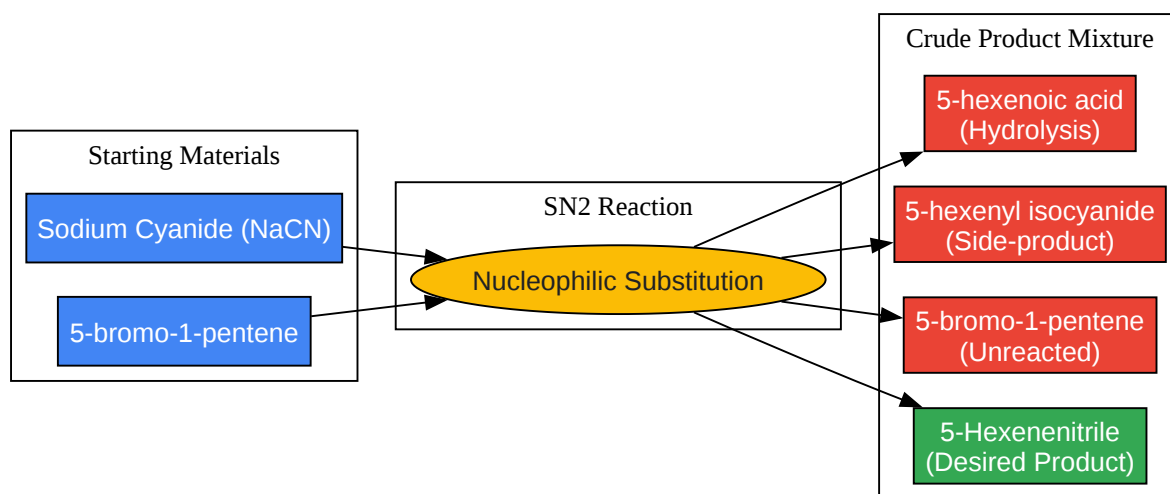 Starting Materials
Sodium Cyanide (NaCN)
5-bromo-1-pentene
SN2 Reaction
Nucleophilic Substitution
Crude Product Mixture
5-hexenoic acid
(Hydrolysis)
5-hexenyl isocyanide
(Side-product)
5-bromo-1-pentene
(Unreacted)
5-Hexenenitrile
(Desired Product)